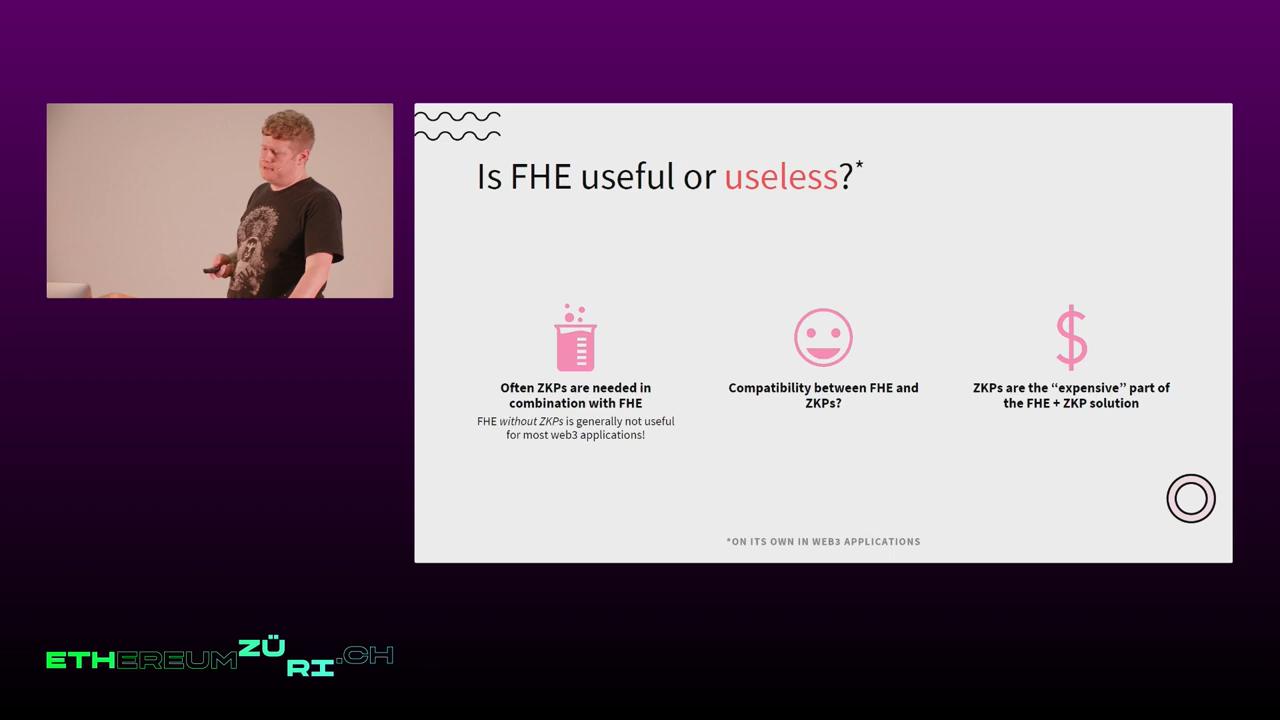 Is FHE useful or useless?*
Often ZKPs are needed in
combination with FHE
FHE without ZKPs is generally not useful
for most web3 applications!
Compatibility between FHE and
ZKPs?
ZKPs are the “expensive” part of
the FHE + ZKP solution
*ON ITS OWN IN WEB3 APPLICATIONS
ETHEREUMZÜRI.CH